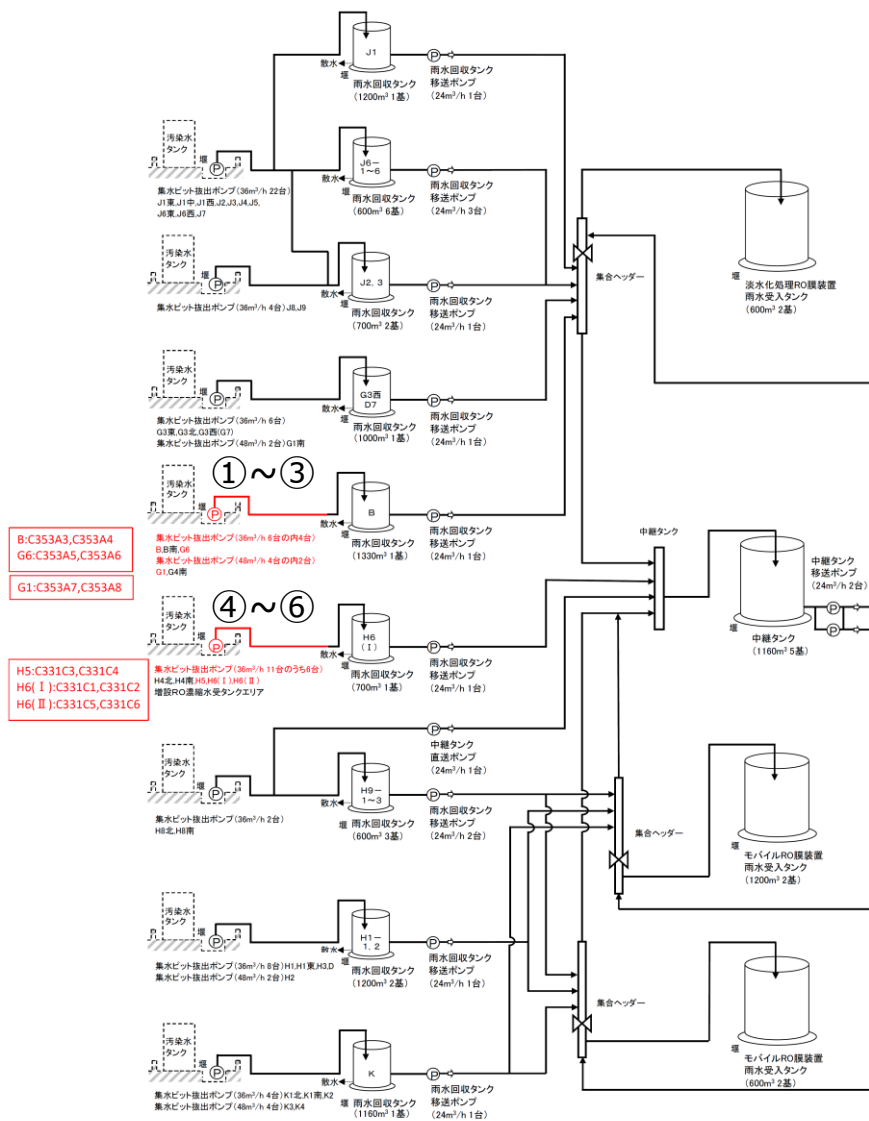 J1
散水
堰
雨水回収タンク
(1200m³ 1基)
P
雨水回収タンク
移送ポンプ
(24m³/h 1台)
汚染水
タンク
堰
P
集水ピット抜出ポンプ(36m³/h 22台)
J1東,J1中,J1西,J2,J3,J4,J5,
J6東,J6西,J7
J6－
1～6
散水
堰
雨水回収タンク
(600m³ 6基)
P
雨水回収タンク
移送ポンプ
(24m³/h 3台)
汚染水
タンク
堰
P
集水ピット抜出ポンプ(36m³/h 4台)J8,J9
J2, 3
散水
堰
雨水回収タンク
(700m³ 2基)
P
雨水回収タンク
移送ポンプ
(24m³/h 1台)
集合ヘッダー
堰
淡水化処理RO膜装置
雨水受入タンク
(600m³ 2基)
汚染水
タンク
堰
P
集水ピット抜出ポンプ(36m³/h 6台)
G3東,G3北,G3西(G7)
集水ピット抜出ポンプ(48m³/h 2台)G1南
G3西
D7
散水
堰
雨水回収タンク
(1000m³ 1基)
P
雨水回収タンク
移送ポンプ
(24m³/h 1台)
①～③
汚染水
タンク
堰
P
集水ピット抜出ポンプ(36m³/h 6台の内4台)
B,B南,G6
集水ピット抜出ポンプ(48m³/h 4台の内2台)
G1,G4南
B:C353A3,C353A4
G6:C353A5,C353A6
G1:C353A7,C353A8
B
散水
堰
雨水回収タンク
(1330m³ 1基)
P
雨水回収タンク
移送ポンプ
(24m³/h 1台)
中継タンク
中継タンク
移送ポンプ
(24m³/h 2台)
P
P
堰
中継タンク
(1160m³ 5基)
④～⑥
汚染水
タンク
堰
P
集水ピット抜出ポンプ(36m³/h 11台のうち6台)
H4北,H4南,H5,H6(Ⅰ),H6(Ⅱ)
増設RO濃縮水受タンクエリア
H5:C331C3,C331C4
H6(Ⅰ):C331C1,C331C2
H6(Ⅱ):C331C5,C331C6
H6
(Ⅰ)
散水
堰
雨水回収タンク
(700m³ 1基)
P
雨水回収タンク
移送ポンプ
(24m³/h 1台)
P
中継タンク
直送ポンプ
(24m³/h 1台)
汚染水
タンク
堰
P
集水ピット抜出ポンプ(36m³/h 2台)
H8北,H8南
H9－
1～3
散水
堰
雨水回収タンク
(600m³ 3基)
P
雨水回収タンク
移送ポンプ
(24m³/h 2台)
集合ヘッダー
堰
モバイルRO膜装置
雨水受入タンク
(1200m³ 2基)
汚染水
タンク
堰
P
集水ピット抜出ポンプ(36m³/h 8台)H1,H1東,H3,D
集水ピット抜出ポンプ(48m³/h 2台)H2
H1－
1, 2
散水
堰
雨水回収タンク
(1200m³ 2基)
P
雨水回収タンク
移送ポンプ
(24m³/h 1台)
集合ヘッダー
堰
モバイルRO膜装置
雨水受入タンク
(600m³ 2基)
汚染水
タンク
堰
P
集水ピット抜出ポンプ(36m³/h 4台)K1北,K1南,K2
集水ピット抜出ポンプ(48m³/h 4台)K3,K4
K
散水
堰
雨水回収タンク
(1160m³ 1基)
P
雨水回収タンク
移送ポンプ
(24m³/h 1台)